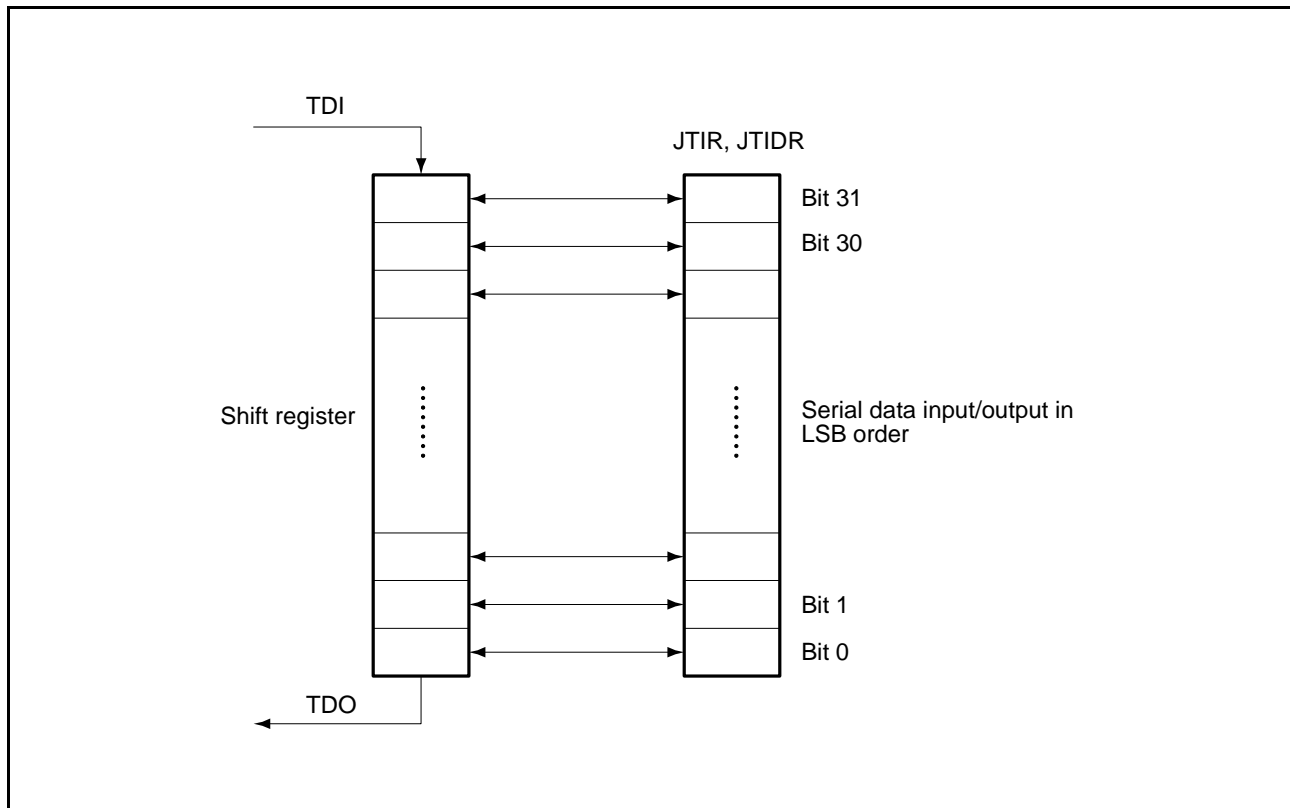 TDI
JTIR, JTIDR
Bit 31
Bit 30
Shift register
Serial data input/output in
LSB order
Bit 1
Bit 0
TDO